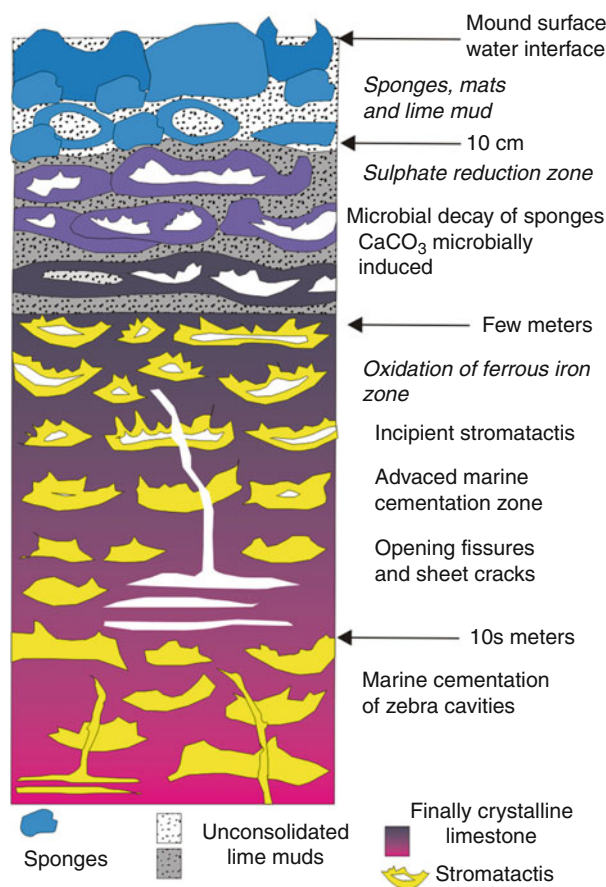 Mound surface
water interface
Sponges, mats
and lime mud
10 cm
Sulphate reduction zone
Microbial decay of sponges
CaCO3 microbially
induced
Few meters
Oxidation of ferrous iron
zone
Incipient stromatactis
Advaced marine
cementation zone
Opening fissures
and sheet cracks
10s meters
Marine cementation
of zebra cavities
Sponges
Unconsolidated
lime muds
Finally crystalline
limestone
Stromatactis